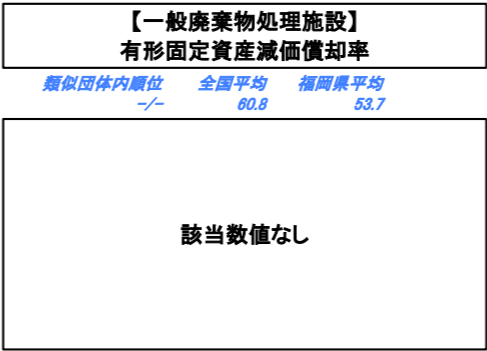 【一般廃棄物処理施設】
有形固定資産減価償却率
類似団体内順位 全国平均 福岡県平均
-/- 60.8 53.7
該当数値なし